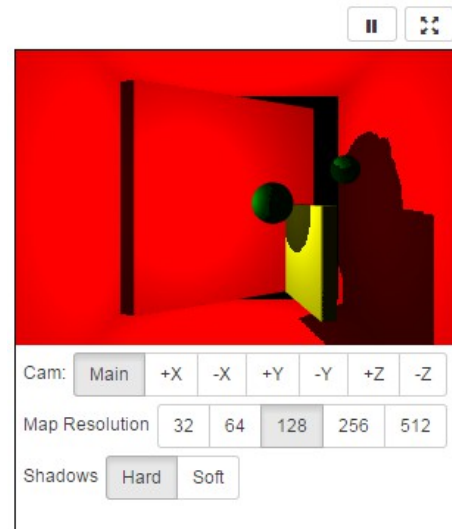 Cam: Main +X -X +Y -Y +Z -Z
Map Resolution 32 64 128 256 512
Shadows Hard Soft